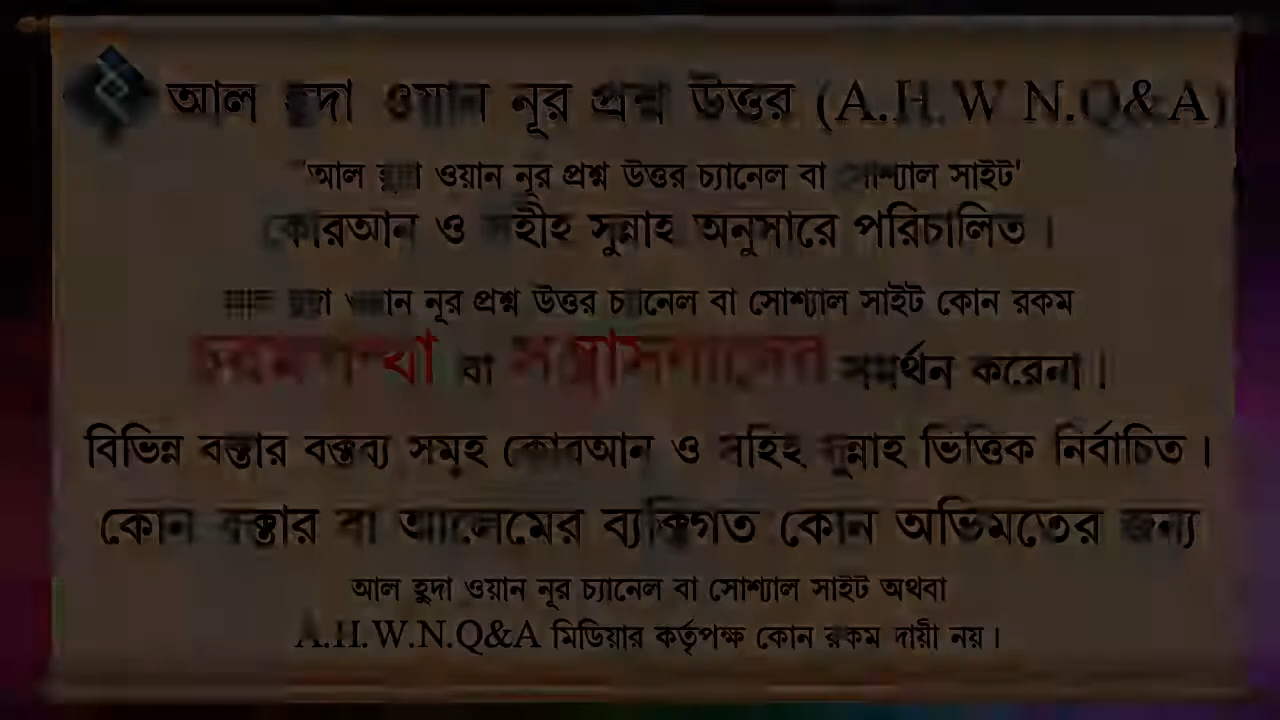 আল হুদা ওয়ান নূর প্রশ্ন উত্তর (A.H.W N.Q&A)
'আল হুদা ওয়ান নূর প্রশ্ন উত্তর চ্যানেল বা সোশ্যাল সাইট'
কোরআন ও সহীহ সুন্নাহ অনুসারে পরিচালিত ।
আল হুদা ওয়ান নূর প্রশ্ন উত্তর চ্যানেল বা সোশ্যাল সাইট কোন রকম
বা সমর্থন করেনা ।
বিভিন্ন বক্তার বক্তব্য সমূহ কোরআন ও সহিহ সুন্নাহ ভিত্তিক নির্বাচিত ।
কোন বক্তার বা আলেমের ব্যক্তিগত কোন অভিমতের জন্য
আল হুদা ওয়ান নূর চ্যানেল বা সোশ্যাল সাইট অথবা
A.H.W.N.Q&A মিডিয়ার কর্তৃপক্ষ কোন রকম দায়ী নয় ।